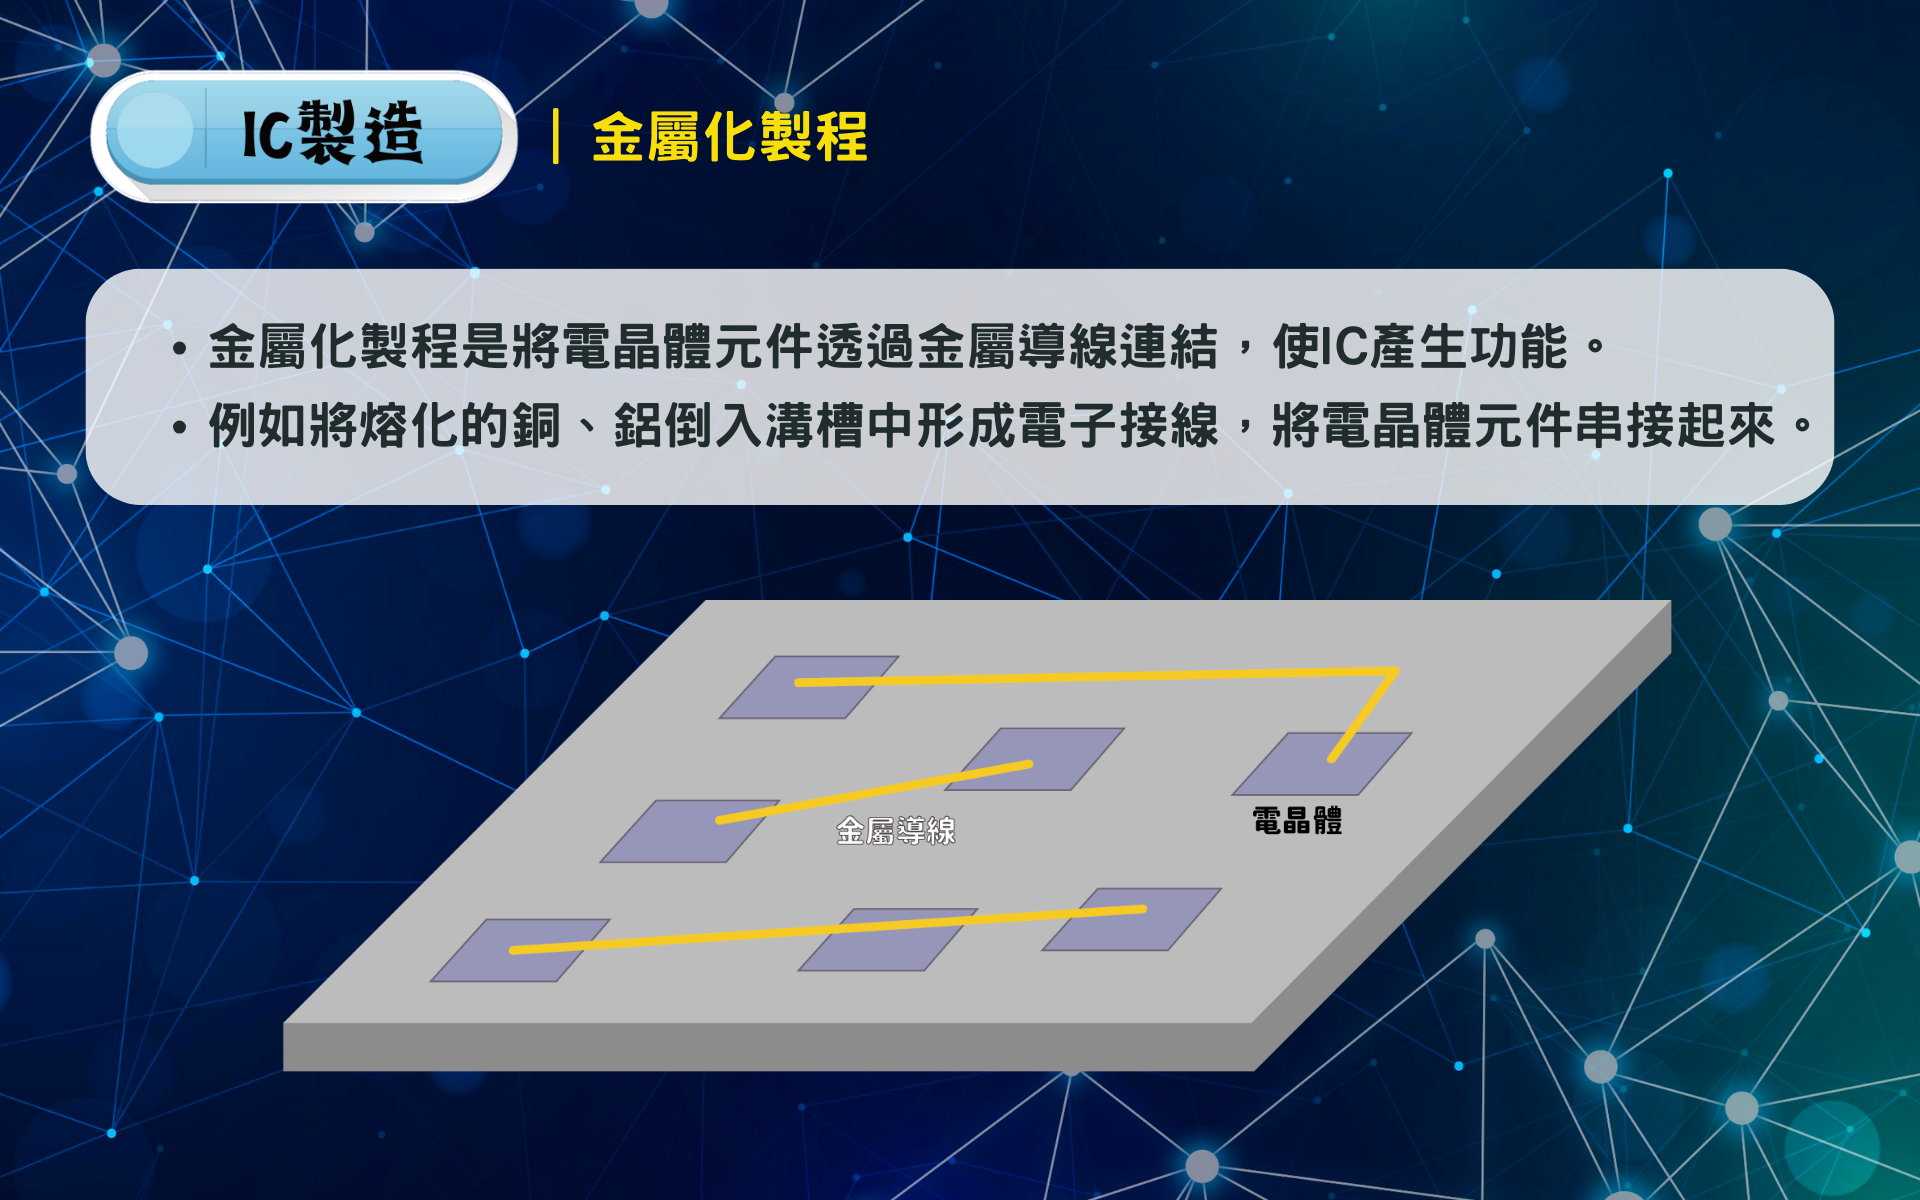 IC製造
金屬化製程
• 金屬化製程是將電晶體元件透過金屬導線連結，使IC產生功能。
• 例如將熔化的銅、鋁倒入溝槽中形成電子接線，將電晶體元件串接起來。
金屬導線
電晶體